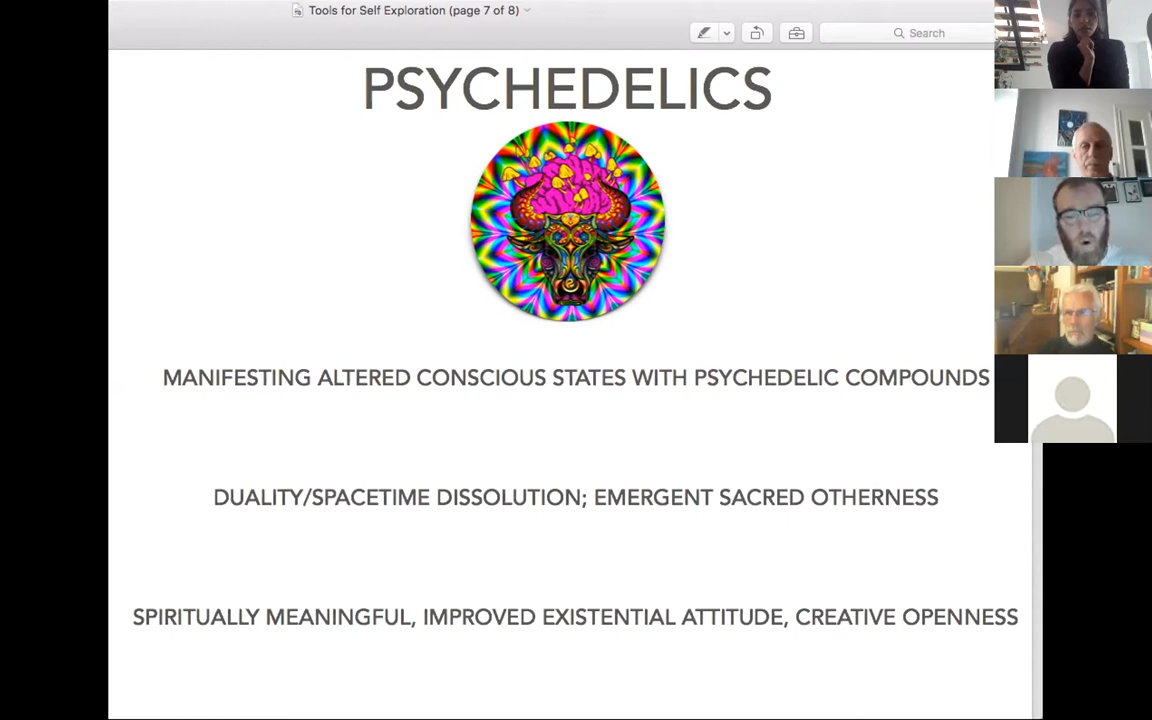 Tools for Self Exploration (page 7 of 8)
Search
PSYCHEDELICS
MANIFESTING ALTERED CONSCIOUS STATES WITH PSYCHEDELIC COMPOUNDS
DUALITY/SPACETIME DISSOLUTION; EMERGENT SACRED OTHERNESS
SPIRITUALLY MEANINGFUL, IMPROVED EXISTENTIAL ATTITUDE, CREATIVE OPENNESS